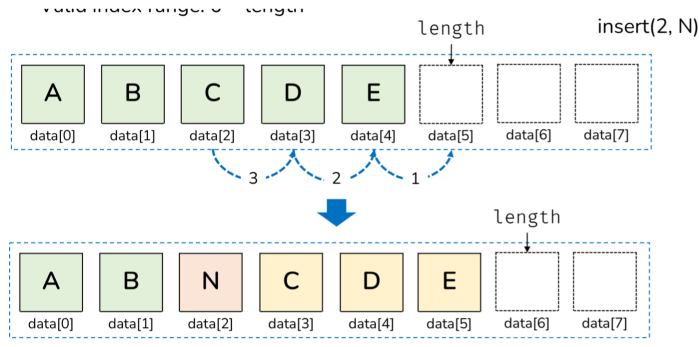 Valid index range: 0 ~ length
length
insert(2, N)
A B C D E
data[0] data[1] data[2] data[3] data[4] data[5] data[6] data[7]
3 2 1
length
A B N C D E
data[0] data[1] data[2] data[3] data[4] data[5] data[6] data[7]